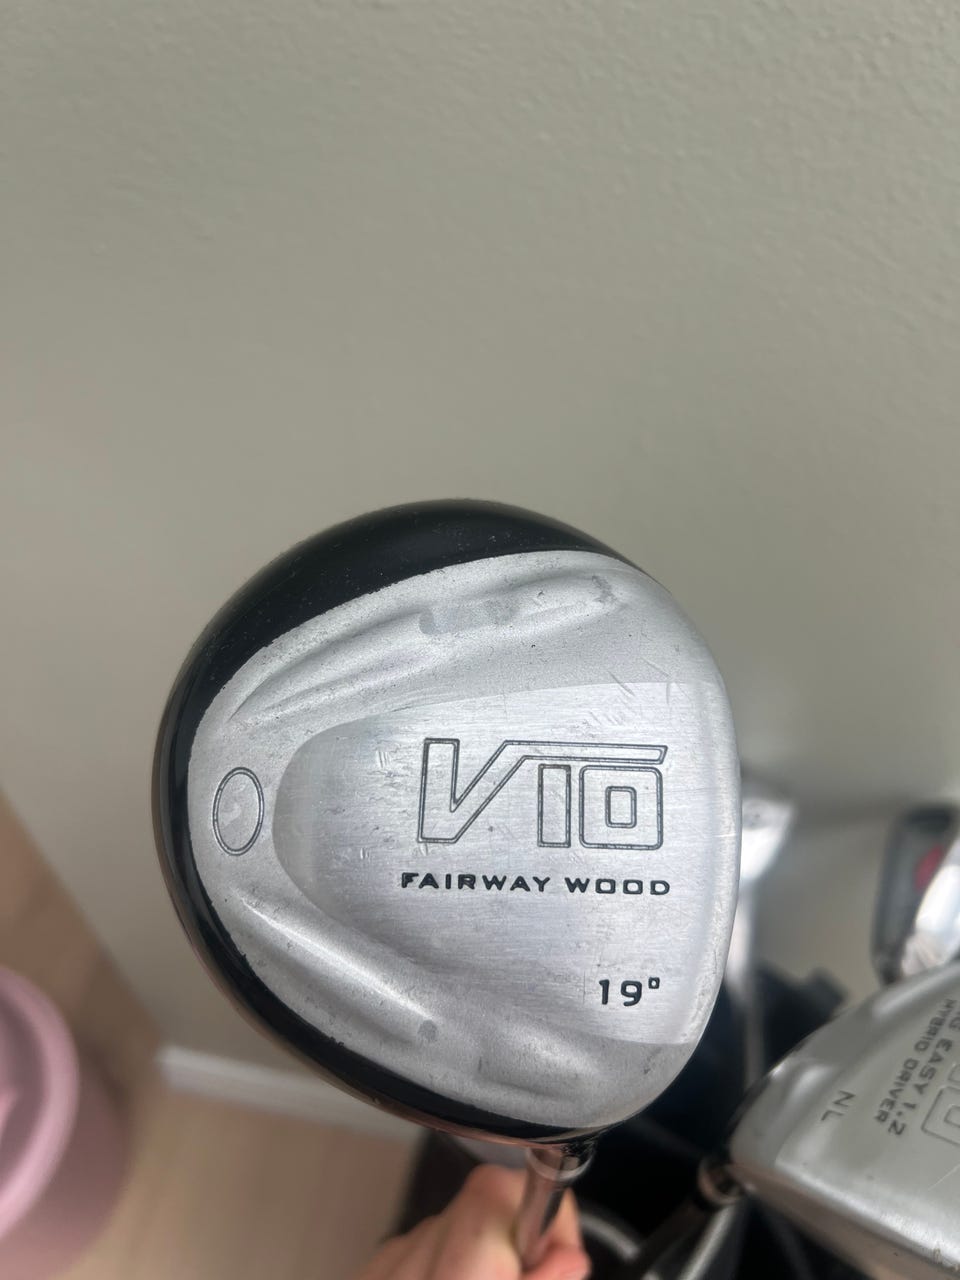 V10
FAIRWAY WOOD
19°
EASY 1.2
HYBRID DRIVER
NL